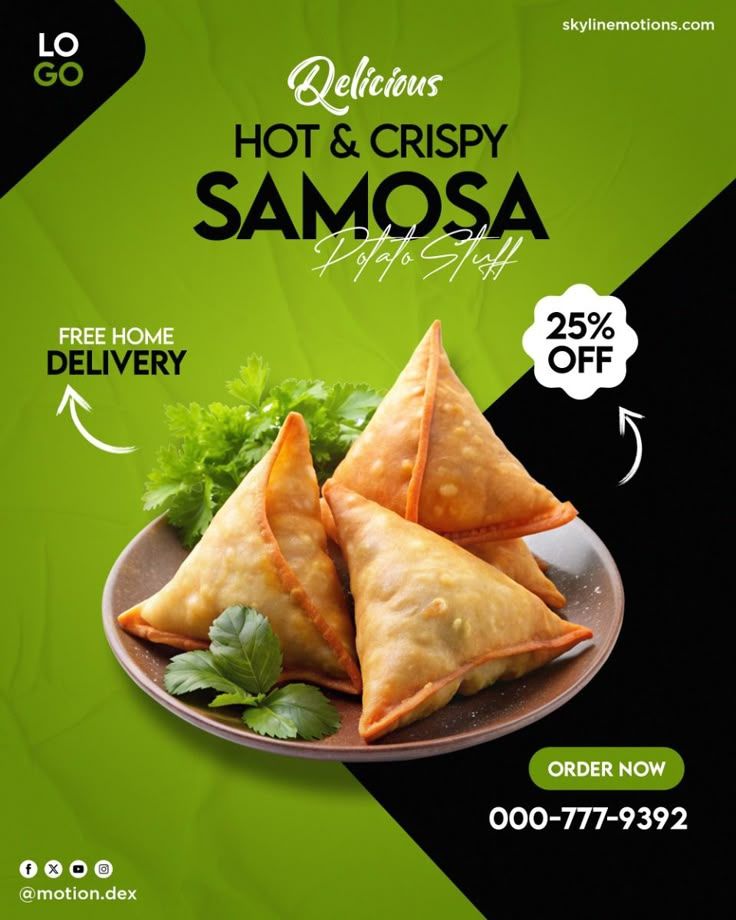 LO
GO
skylinemotions.com
Delicious
HOT & CRISPY
SAMOSA
Potato Stuff
FREE HOME
DELIVERY
25%
OFF
ORDER NOW
000-777-9392
@motion.dex